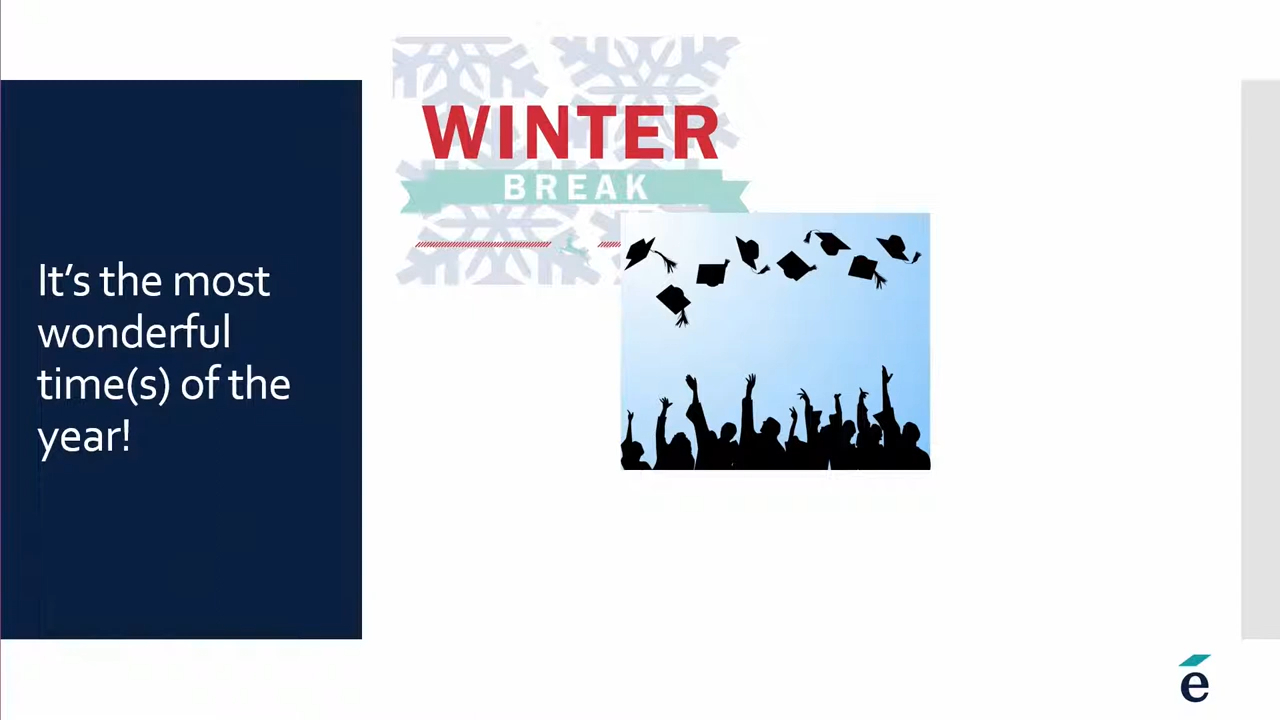 WINTER
BREAK
It’s the most
wonderful
time(s) of the
year!
é